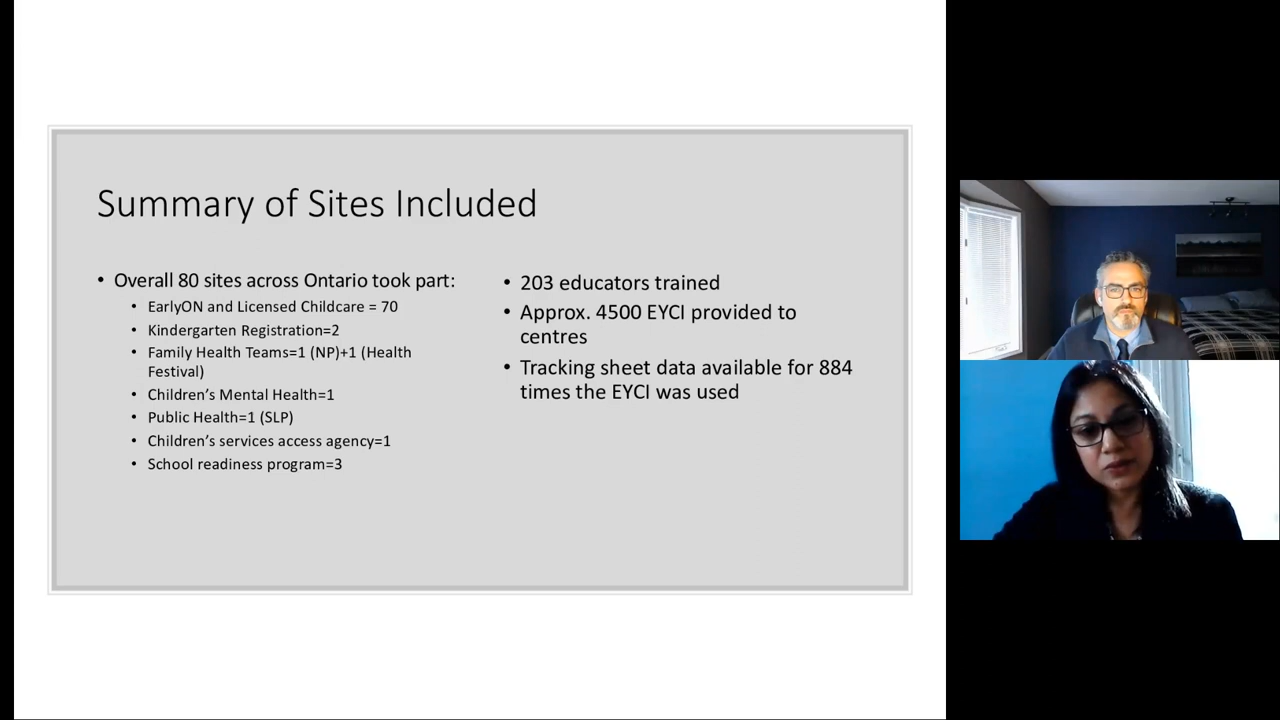 Summary of Sites Included
• Overall 80 sites across Ontario took part:
• EarlyON and Licensed Childcare = 70
• Kindergarten Registration=2
• Family Health Teams=1 (NP)+1 (Health
Festival)
• Children’s Mental Health=1
• Public Health=1 (SLP)
• Children’s services access agency=1
• School readiness program=3
• 203 educators trained
• Approx. 4500 EYCI provided to
centres
• Tracking sheet data available for 884
times the EYCI was used